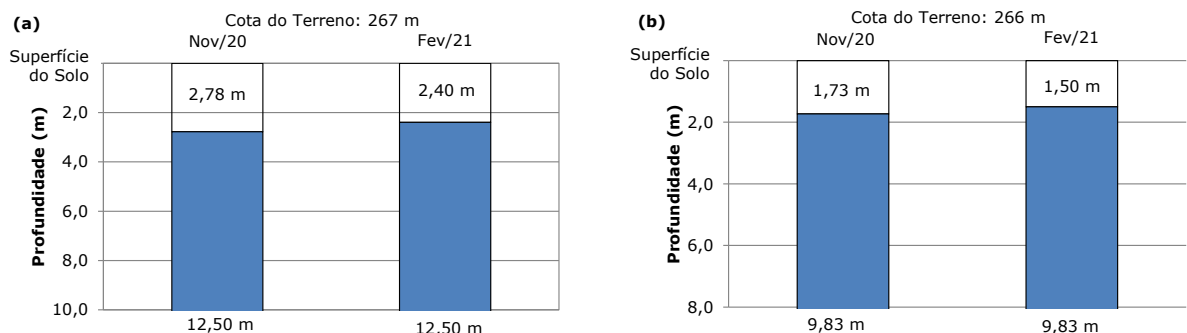 (a)
Cota do Terreno: 267 m
Nov/20
Fev/21
Superfície
do Solo
2,78 m
2,40 m
Profundidade (m)
2,0
4,0
6,0
8,0
10,0
12,50 m
12,50 m
(b)
Cota do Terreno: 266 m
Nov/20
Fev/21
Superfície
do Solo
1,73 m
1,50 m
Profundidade (m)
2,0
4,0
6,0
8,0
9,83 m
9,83 m